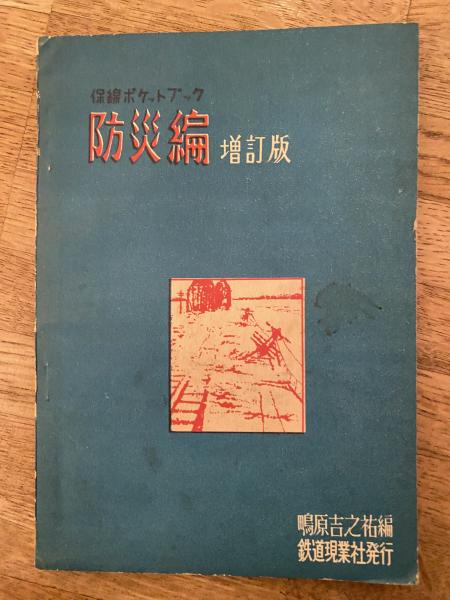 保線ポケットブック
防災編 増訂版
鴫原吉之祐編
鉄道現業社発行